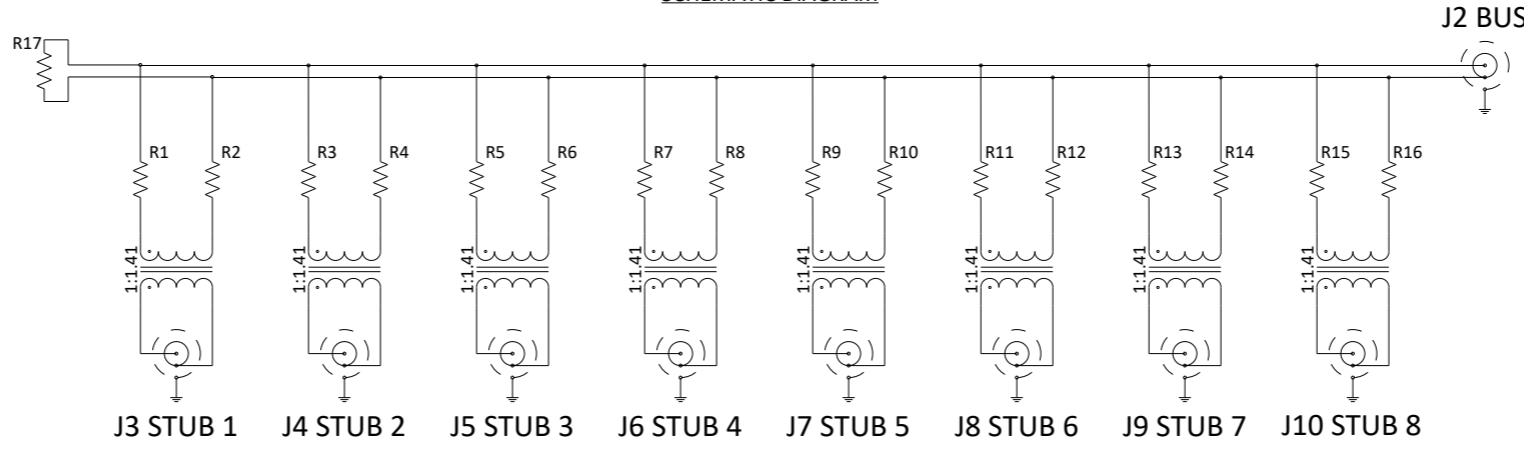 SCHEMATIC DIAGRAM
J2 BUS
R17
R1 R2 R3 R4 R5 R6 R7 R8 R9 R10 R11 R12 R13 R14 R15 R16
1:1.41 1:1.41 1:1.41 1:1.41 1:1.41 1:1.41 1:1.41 1:1.41
J3 STUB 1 J4 STUB 2 J5 STUB 3 J6 STUB 4 J7 STUB 5 J8 STUB 6 J9 STUB 7 J10 STUB 8